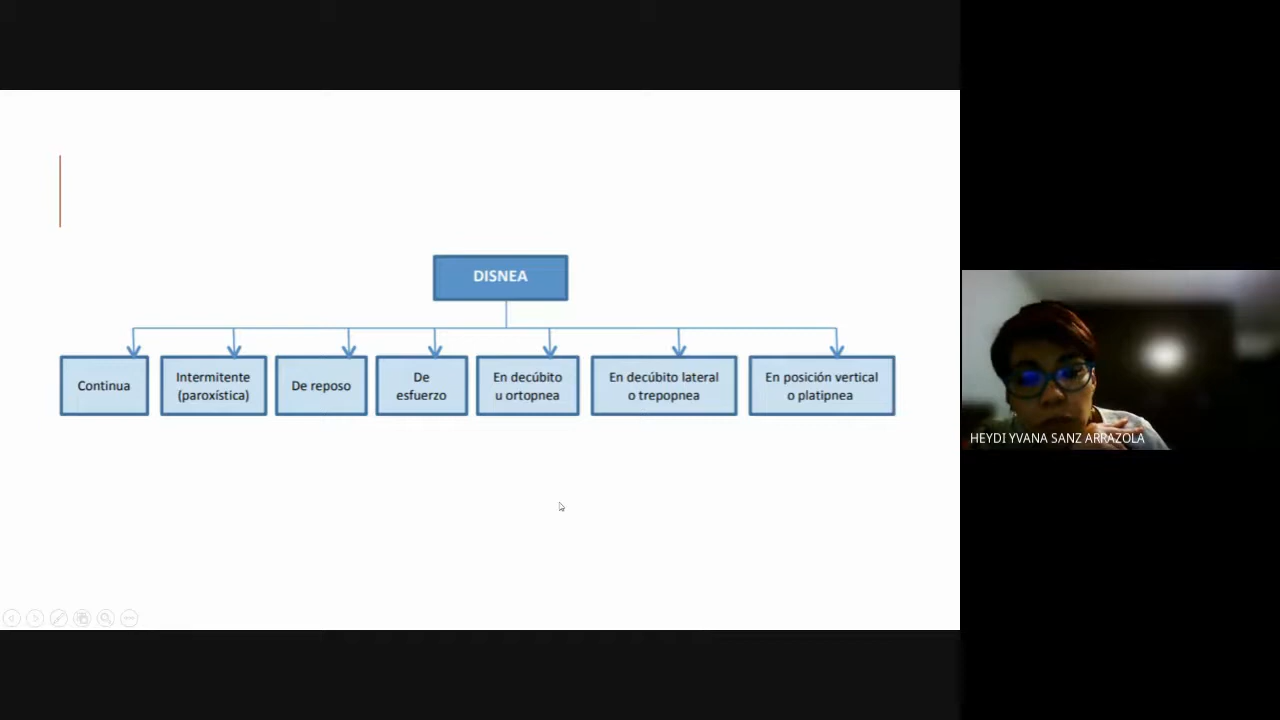 DISNEA
Continua
Intermitente
(paroxística)
De reposo
De
esfuerzo
En decúbito
u ortopnea
En decúbito lateral
o trepopnea
En posición vertical
o platipnea
HEYDI YVANA SANZ ARRAZOLA